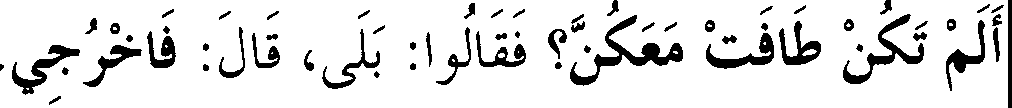 أَلَمْ تَكُنْ طَافَتْ مَعَكُنَّ؟ فَقَالُوا: بَلَى، قَالَ: فَاخْرُجِي.